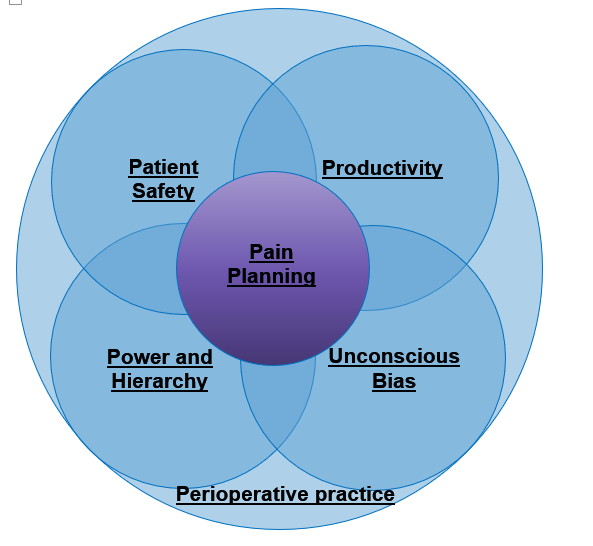 Patient
Safety
Productivity
Pain
Planning
Power and
Hierarchy
Unconscious
Bias
Perioperative practice